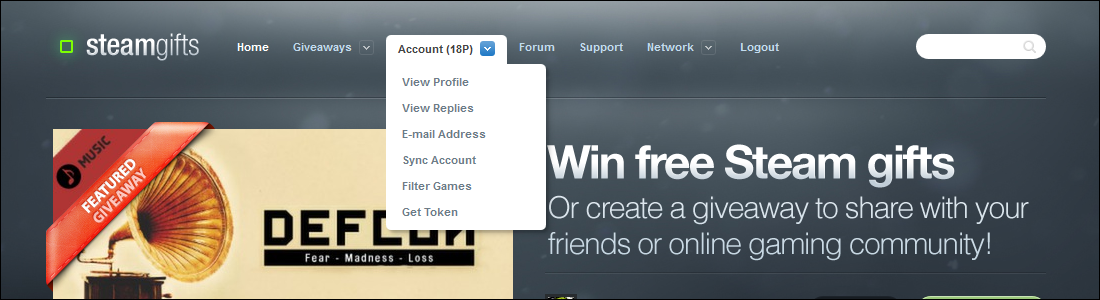 steamgifts
Home Giveaways Account (18P) Forum Support Network Logout
View Profile
View Replies
E-mail Address
Sync Account
Filter Games
Get Token
MUSIC
FEATURED
GIVEAWAY
DEFCON
Fear - Madness - Loss
Win free Steam gifts
Or create a giveaway to share with your
friends or online gaming community!